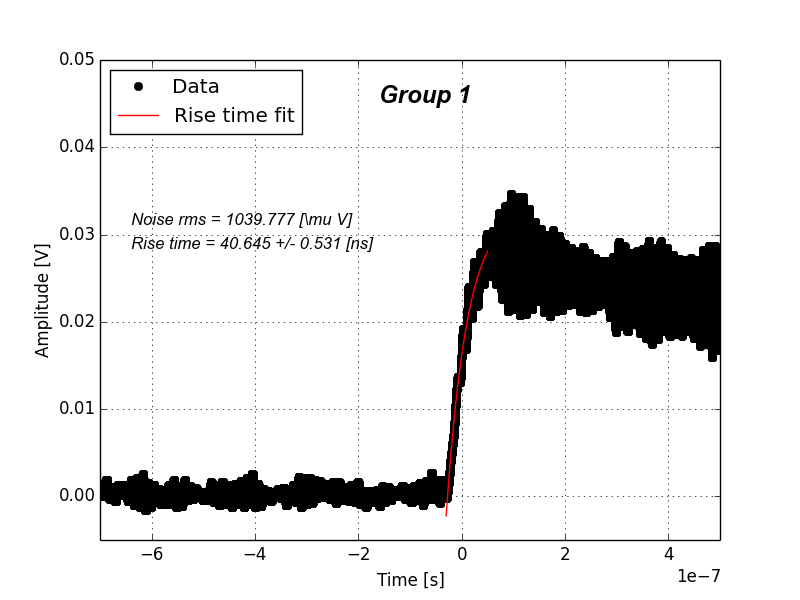 0.05
Data
Rise time fit
Group 1
0.04
Noise rms = 1039.777 [\mu V]
0.03
Rise time = 40.645 +/- 0.531 [ns]
Amplitude [V]
0.02
0.01
0.00
−6 −4 −2 0 2 4
Time [s]
1e−7